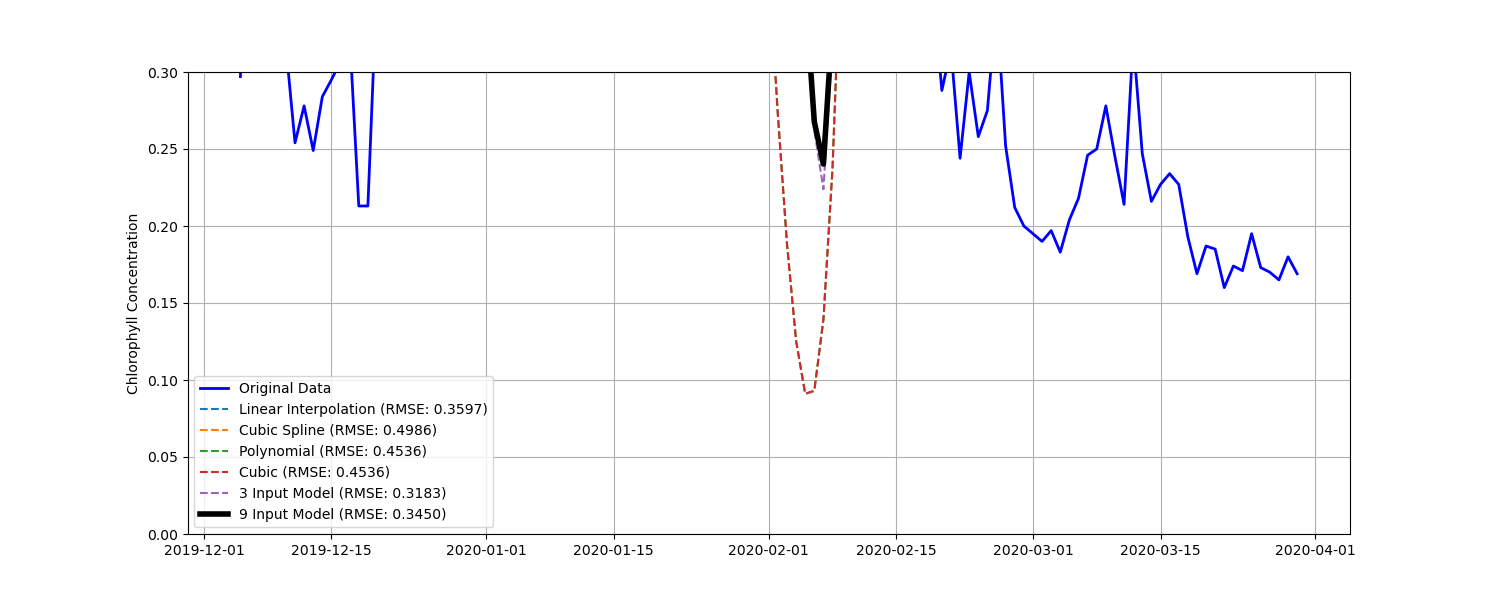 0.30
0.25
0.20
0.15
0.10
0.05
0.00
Chlorophyll Concentration
Original Data
Linear Interpolation (RMSE: 0.3597)
Cubic Spline (RMSE: 0.4986)
Polynomial (RMSE: 0.4536)
Cubic (RMSE: 0.4536)
3 Input Model (RMSE: 0.3183)
9 Input Model (RMSE: 0.3450)
2019-12-01 2019-12-15 2020-01-01 2020-01-15 2020-02-01 2020-02-15 2020-03-01 2020-03-15 2020-04-01